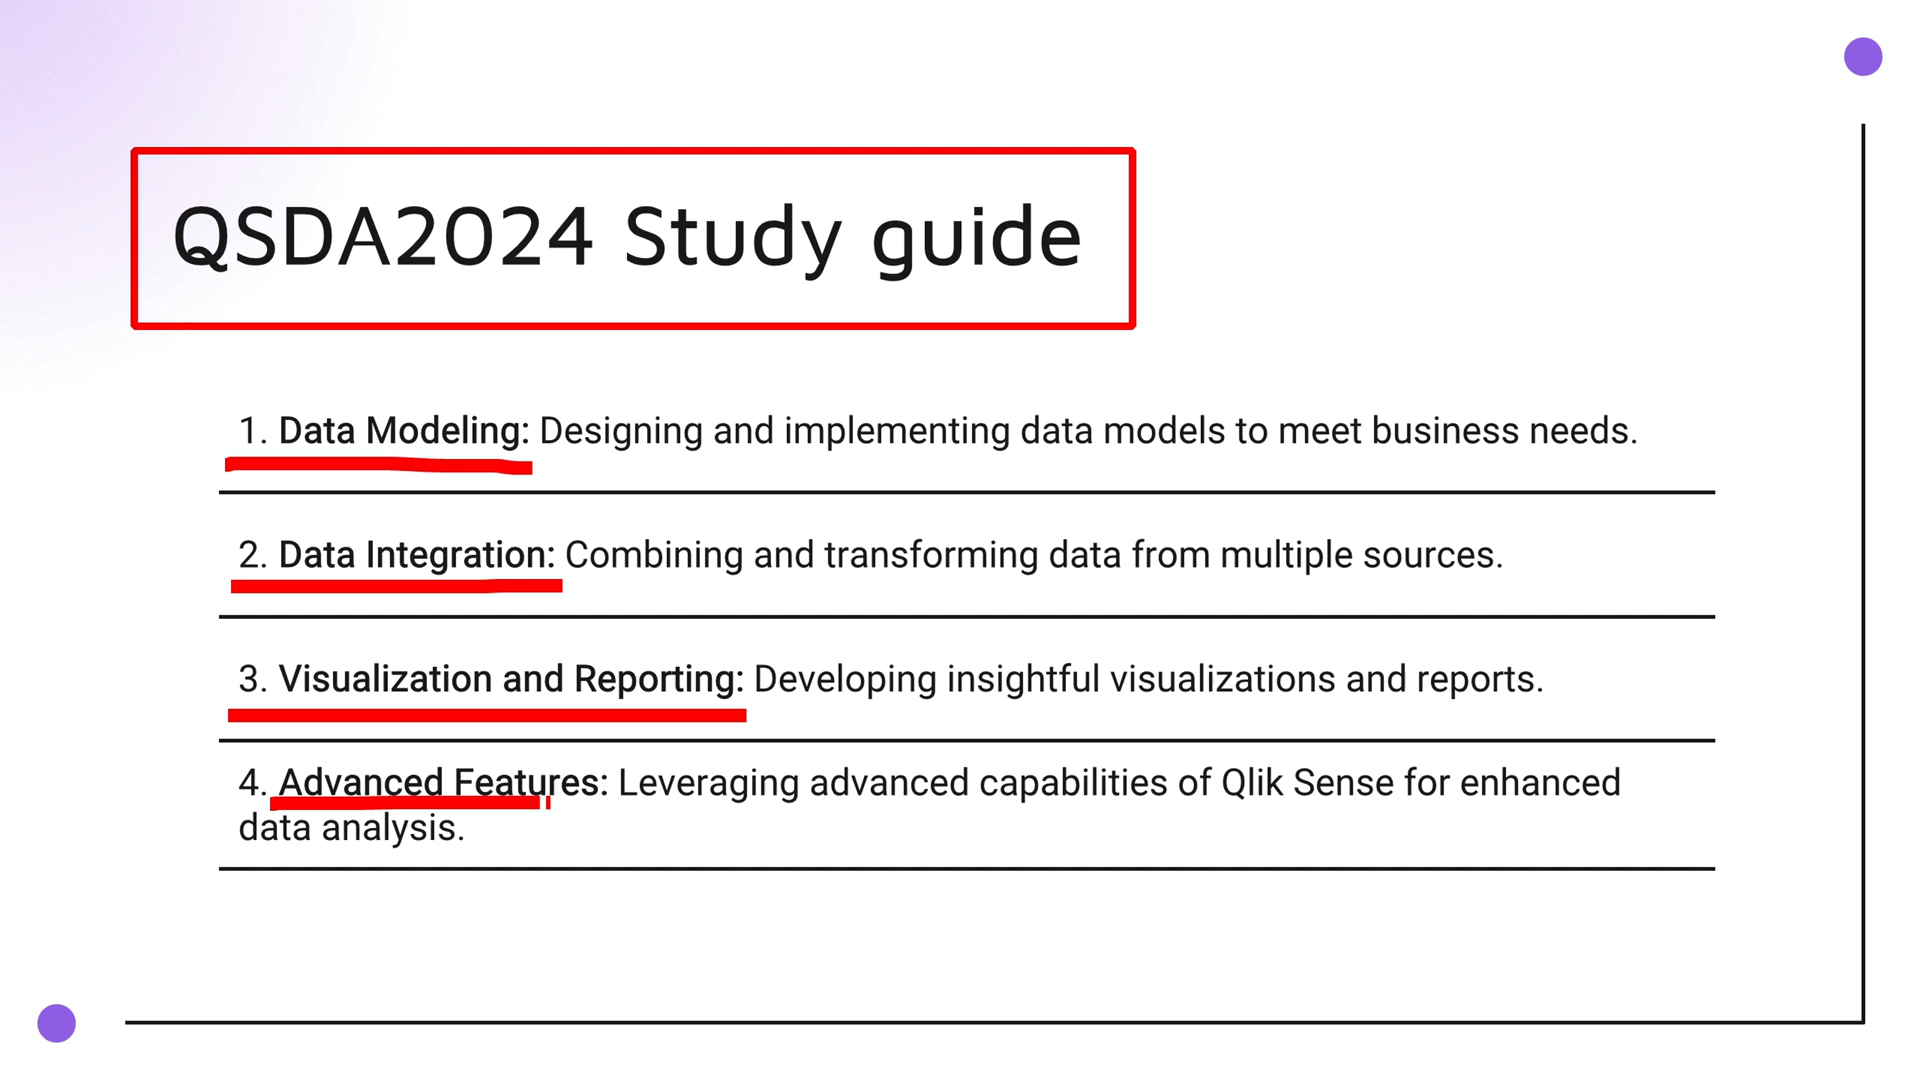 QSDA2024 Study guide
1. Data Modeling: Designing and implementing data models to meet business needs.
2. Data Integration: Combining and transforming data from multiple sources.
3. Visualization and Reporting: Developing insightful visualizations and reports.
4. Advanced Features: Leveraging advanced capabilities of Qlik Sense for enhanced
data analysis.